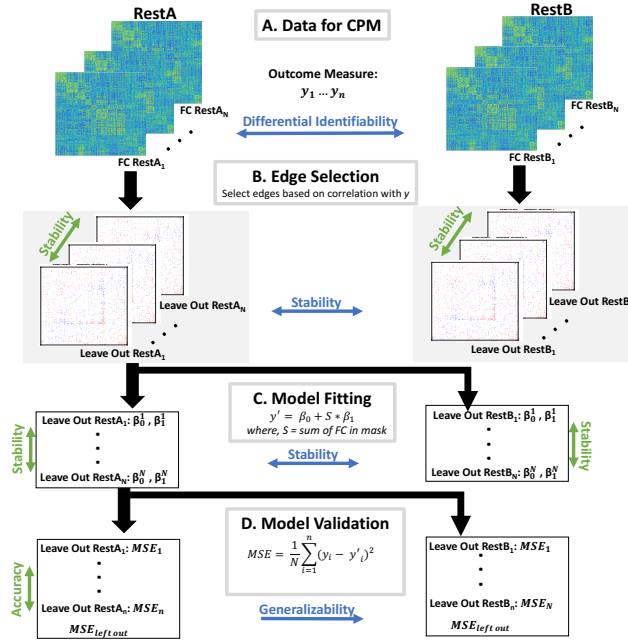 RestA
A. Data for CPM
RestB
Outcome Measure:
y₁ … yₙ
FC RestA_N
FC RestB_N
Differential Identifiability
FC RestA₁
FC RestB₁
B. Edge Selection
Select edges based on correlation with y
Stability
Stability
Leave Out RestA_N
Stability
Leave Out RestB
Leave Out RestA₁
Leave Out RestB₁
C. Model Fitting
y′ = β₀ + S * β₁
where, S = sum of FC in mask
Stability
Leave Out RestA₁: β₀¹ , β₁¹
Leave Out RestA_N: β₀ᴺ , β₁ᴺ
Stability
Leave Out RestB₁: β₀¹ , β₁¹
Leave Out RestB_N: β₀ᴺ , β₁ᴺ
Stability
D. Model Validation
MSE = 1/N ∑ᵢ₌₁ⁿ (yᵢ − y′ᵢ)²
Accuracy
Leave Out RestA₁: MSE₁
Leave Out RestAₙ: MSEₙ
MSE_left out
Generalizability
Leave Out RestB₁: MSE₁
Leave Out RestBₙ: MSE_N
MSE_left out